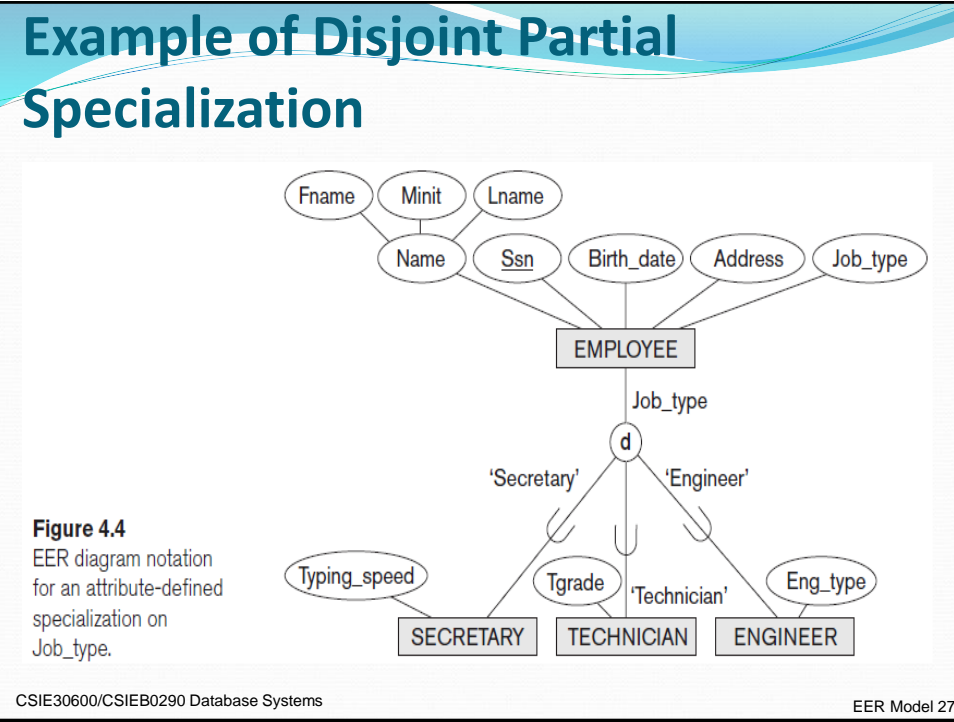 Example of Disjoint Partial
Specialization
Fname
Minit
Lname
Name
Ssn
Birth_date
Address
Job_type
EMPLOYEE
Job_type
d
‘Secretary’
‘Engineer’
Figure 4.4
EER diagram notation
for an attribute-defined
specialization on
Job_type.
Typing_speed
Tgrade
‘Technician’
Eng_type
SECRETARY
TECHNICIAN
ENGINEER
CSIE30600/CSIEB0290 Database Systems
EER Model 27